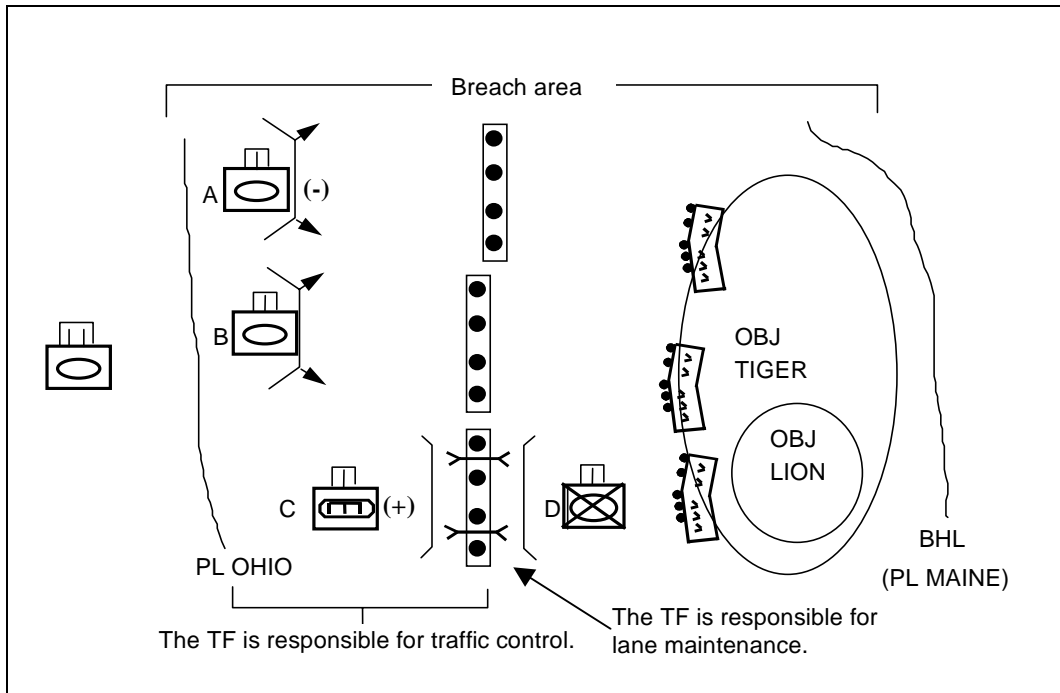 Breach area
A
(-)
B
OBJ
TIGER
OBJ
LION
C
(+)
D
PL OHIO
BHL
(PL MAINE)
The TF is responsible for traffic control.
The TF is responsible for
lane maintenance.